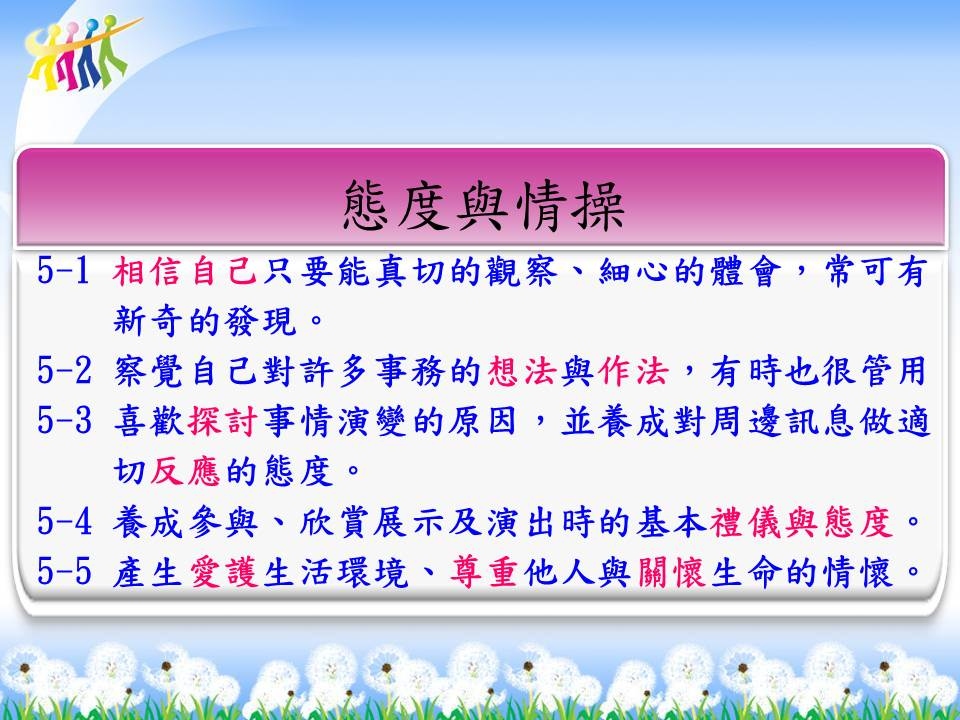 態度與情操
5-1 相信自己只要能真切的觀察、細心的體會，常可有
新奇的發現。
5-2 察覺自己對許多事務的想法與作法，有時也很管用
5-3 喜歡探討事情演變的原因，並養成對周邊訊息做適
切反應的態度。
5-4 養成參與、欣賞展示及演出時的基本禮儀與態度。
5-5 產生愛護生活環境、尊重他人與關懷生命的情懷。